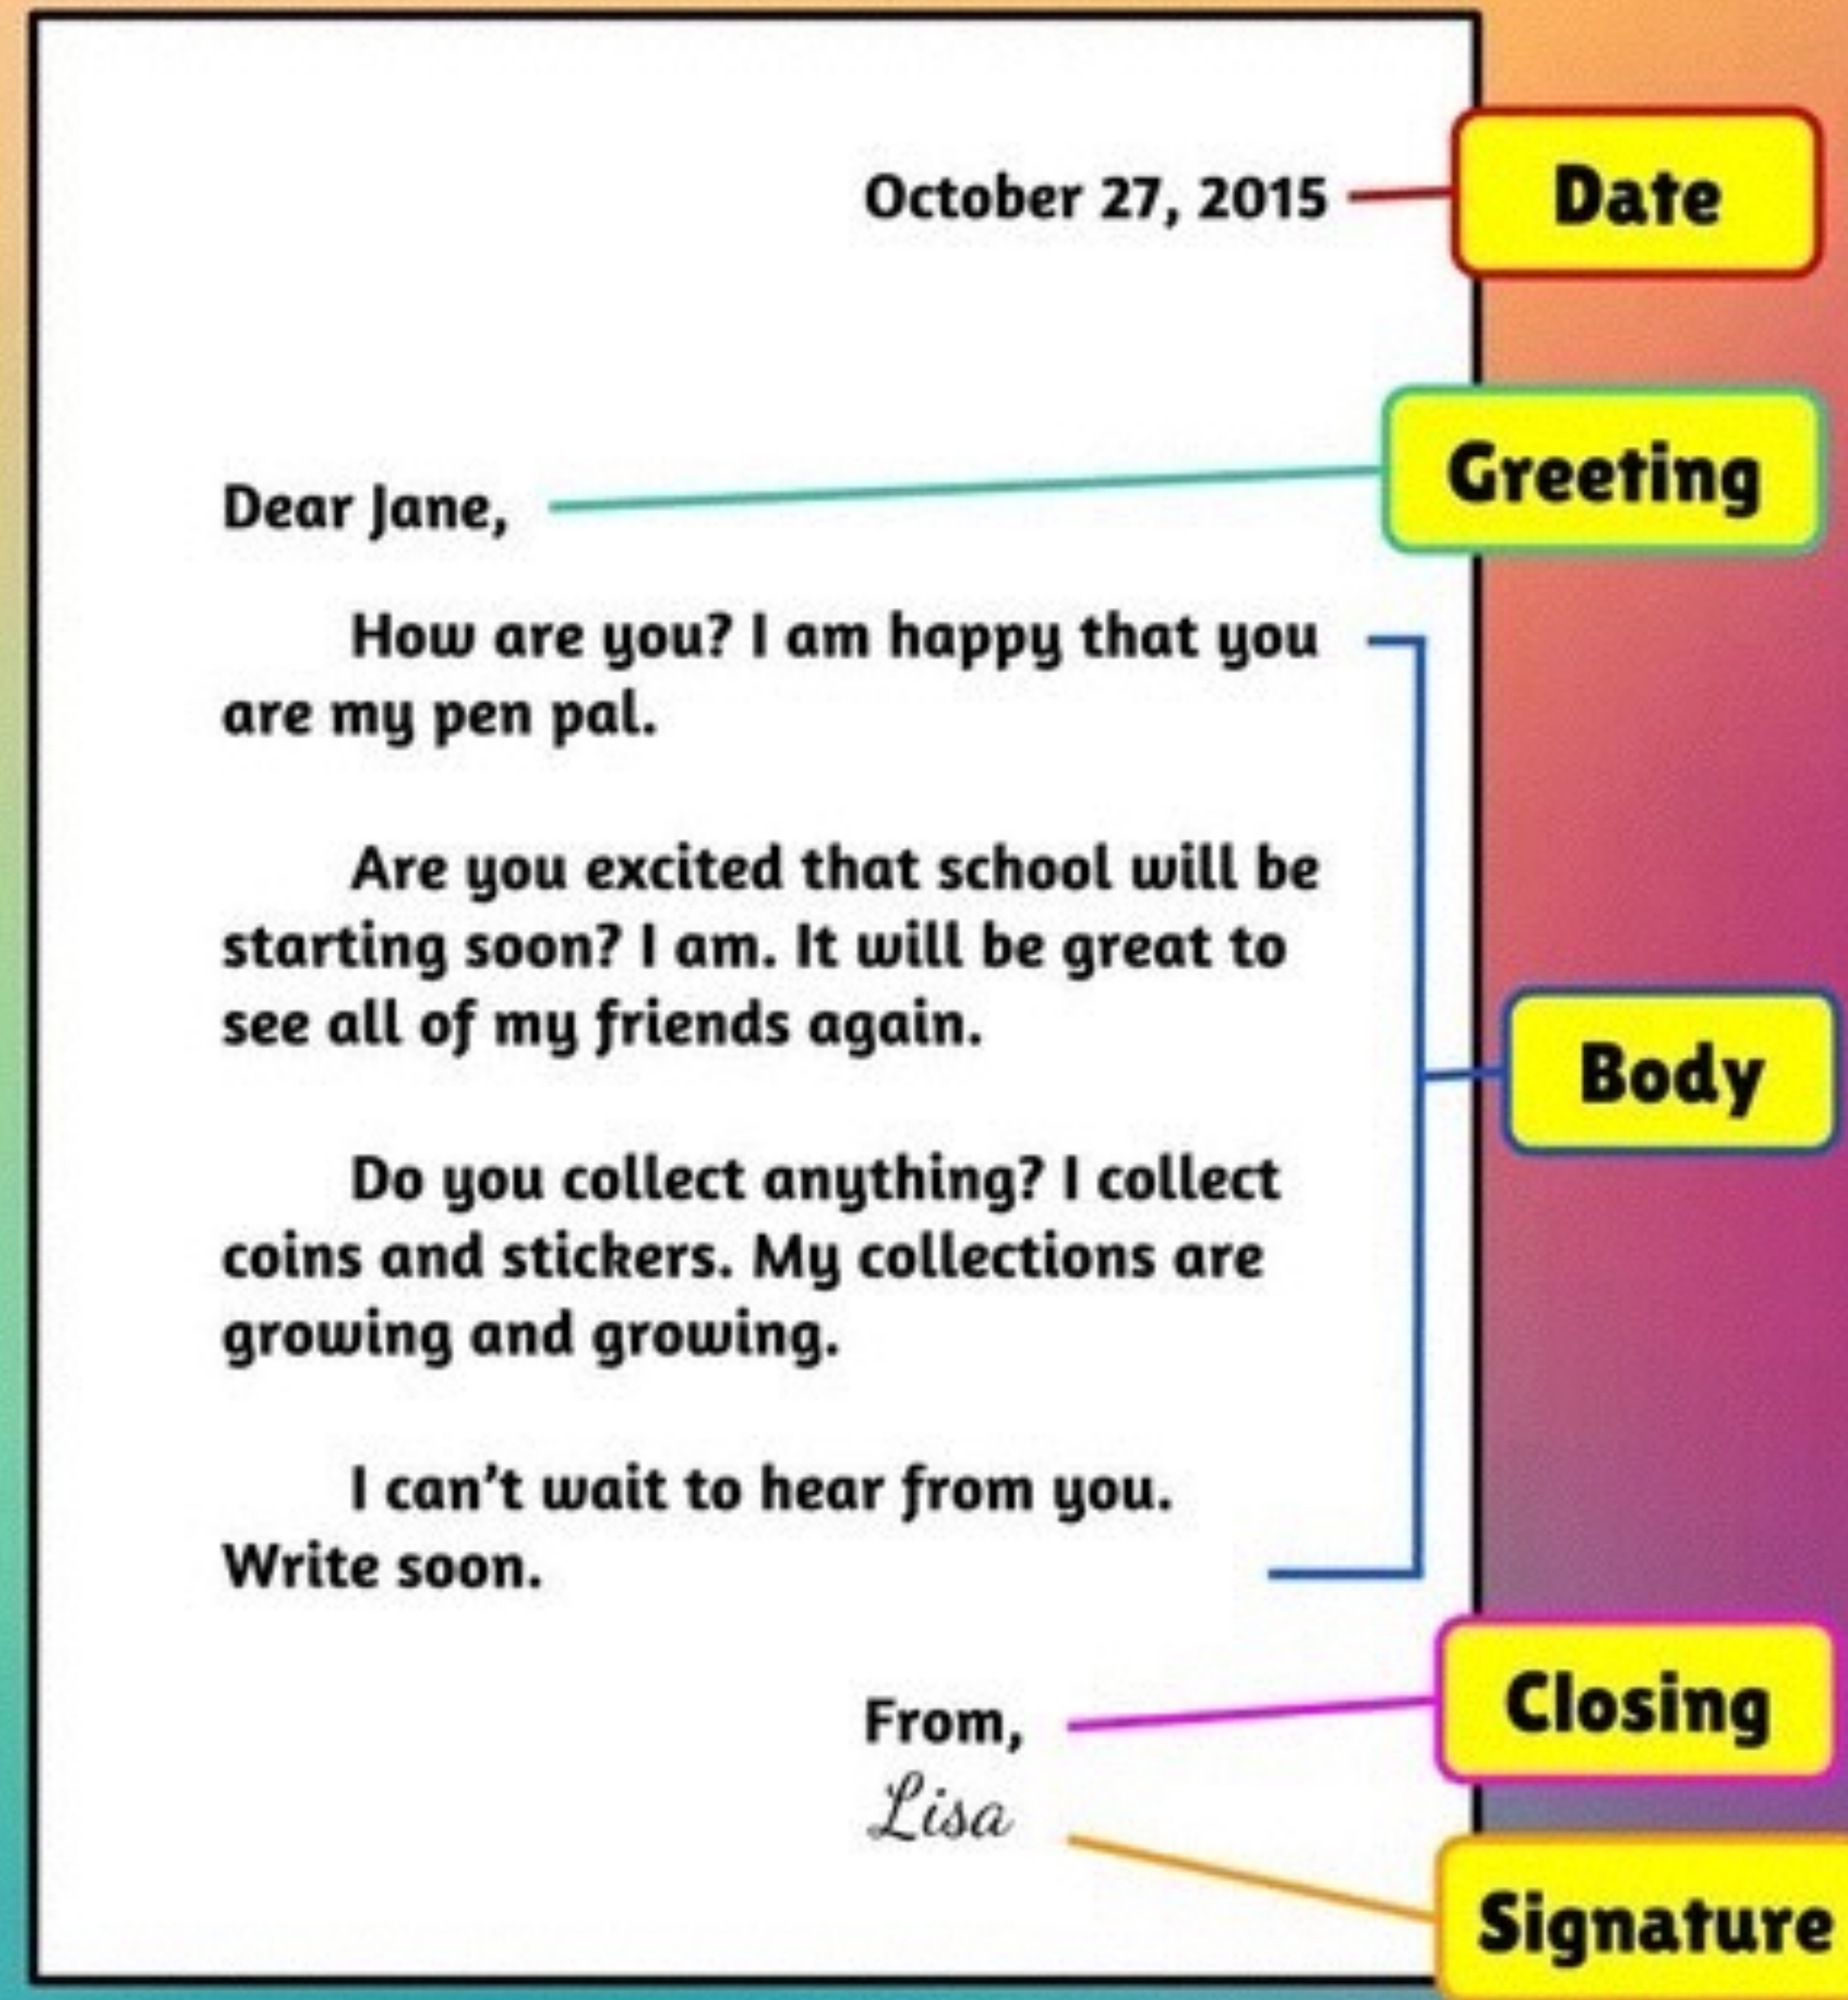 October 27, 2015
Date
Greeting
Dear Jane,
How are you? I am happy that you
are my pen pal.
Are you excited that school will be
starting soon? I am. It will be great to
see all of my friends again.
Body
Do you collect anything? I collect
coins and stickers. My collections are
growing and growing.
I can't wait to hear from you.
Write soon.
From,
Closing
Lisa
Signature